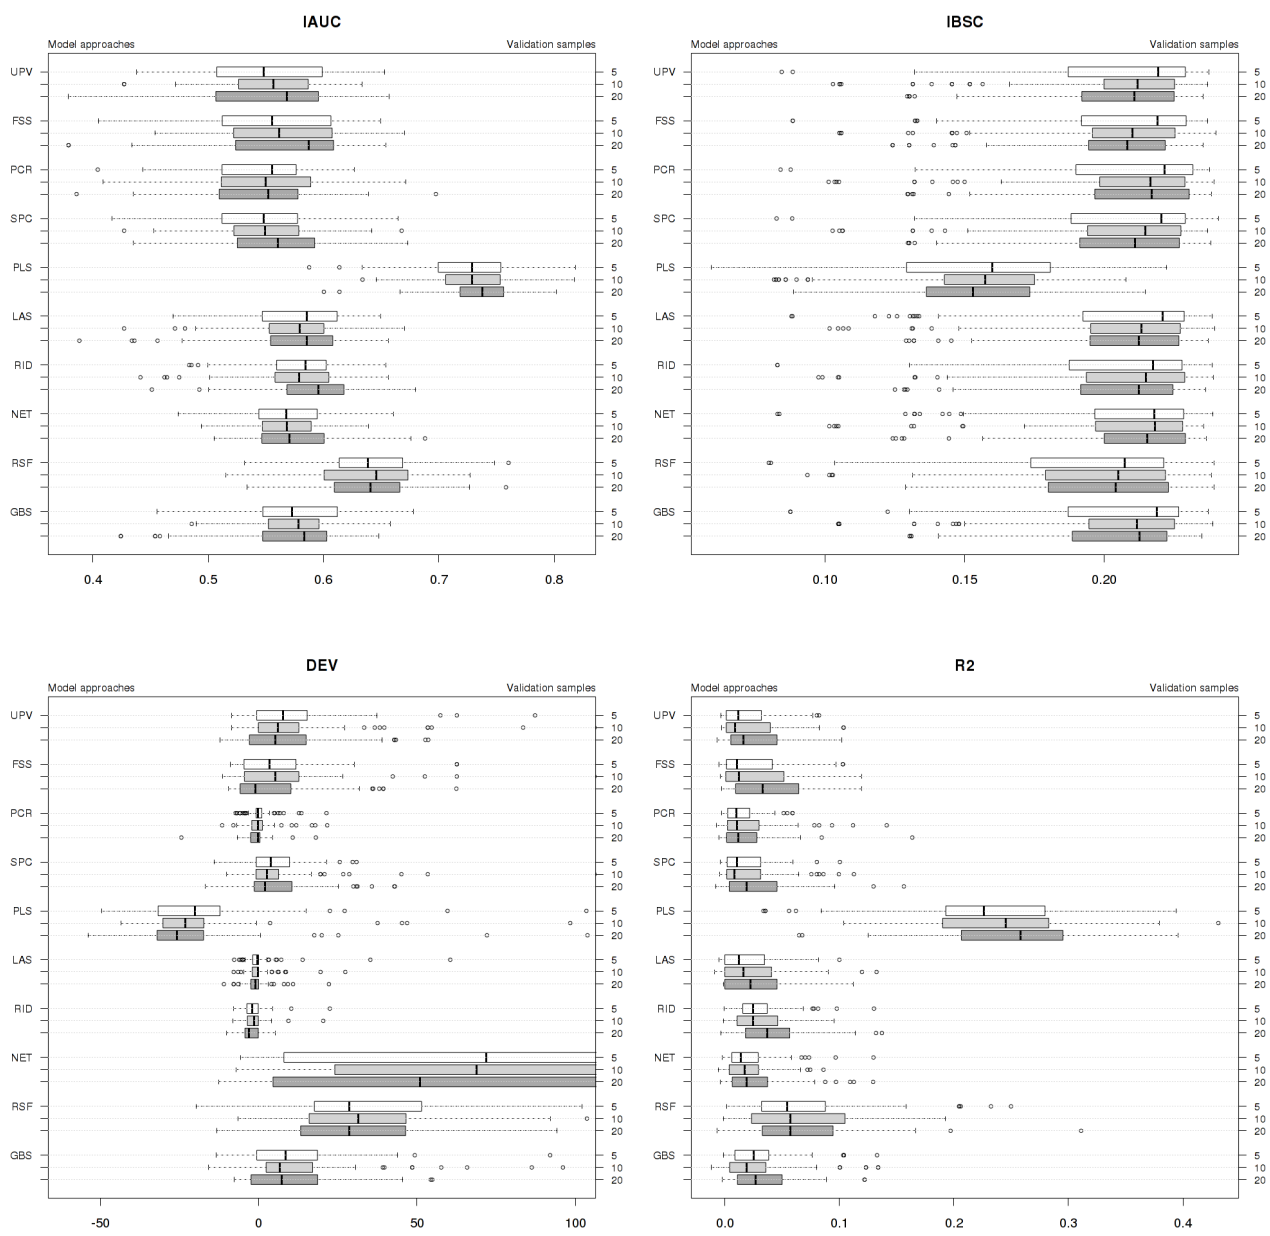 IAUC
Model approaches Validation samples
UPV 5
10
20
FSS 5
10
20
PCR 5
10
20
SPC 5
10
20
PLS 5
10
20
LAS 5
10
20
RID 5
10
20
NET 5
10
20
RSF 5
10
20
GBS 5
10
20
0.4 0.5 0.6 0.7 0.8
IBSC
Model approaches Validation samples
UPV 5
10
20
FSS 5
10
20
PCR 5
10
20
SPC 5
10
20
PLS 5
10
20
LAS 5
10
20
RID 5
10
20
NET 5
10
20
RSF 5
10
20
GBS 5
10
20
0.10 0.15 0.20
DEV
Model approaches Validation samples
UPV 5
10
20
FSS 5
10
20
PCR 5
10
20
SPC 5
10
20
PLS 5
10
20
LAS 5
10
20
RID 5
10
20
NET 5
10
20
RSF 5
10
20
GBS 5
10
20
-50 0 50 100
R2
Model approaches Validation samples
UPV 5
10
20
FSS 5
10
20
PCR 5
10
20
SPC 5
10
20
PLS 5
10
20
LAS 5
10
20
RID 5
10
20
NET 5
10
20
RSF 5
10
20
GBS 5
10
20
0.0 0.1 0.2 0.3 0.4